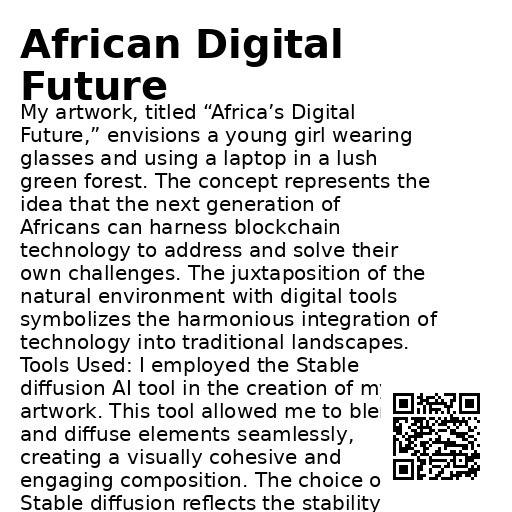 African Digital
Future
My artwork, titled “Africa’s Digital
Future,” envisions a young girl wearing
glasses and using a laptop in a lush
green forest. The concept represents the
idea that the next generation of
Africans can harness blockchain
technology to address and solve their
own challenges. The juxtaposition of the
natural environment with digital tools
symbolizes the harmonious integration of
technology into traditional landscapes.
Tools Used: I employed the Stable
diffusion AI tool in the creation of my
artwork. This tool allowed me to
and diffuse elements seamlessly,
creating a visually cohesive and
engaging composition. The choice
Stable diffusion reflects the stability